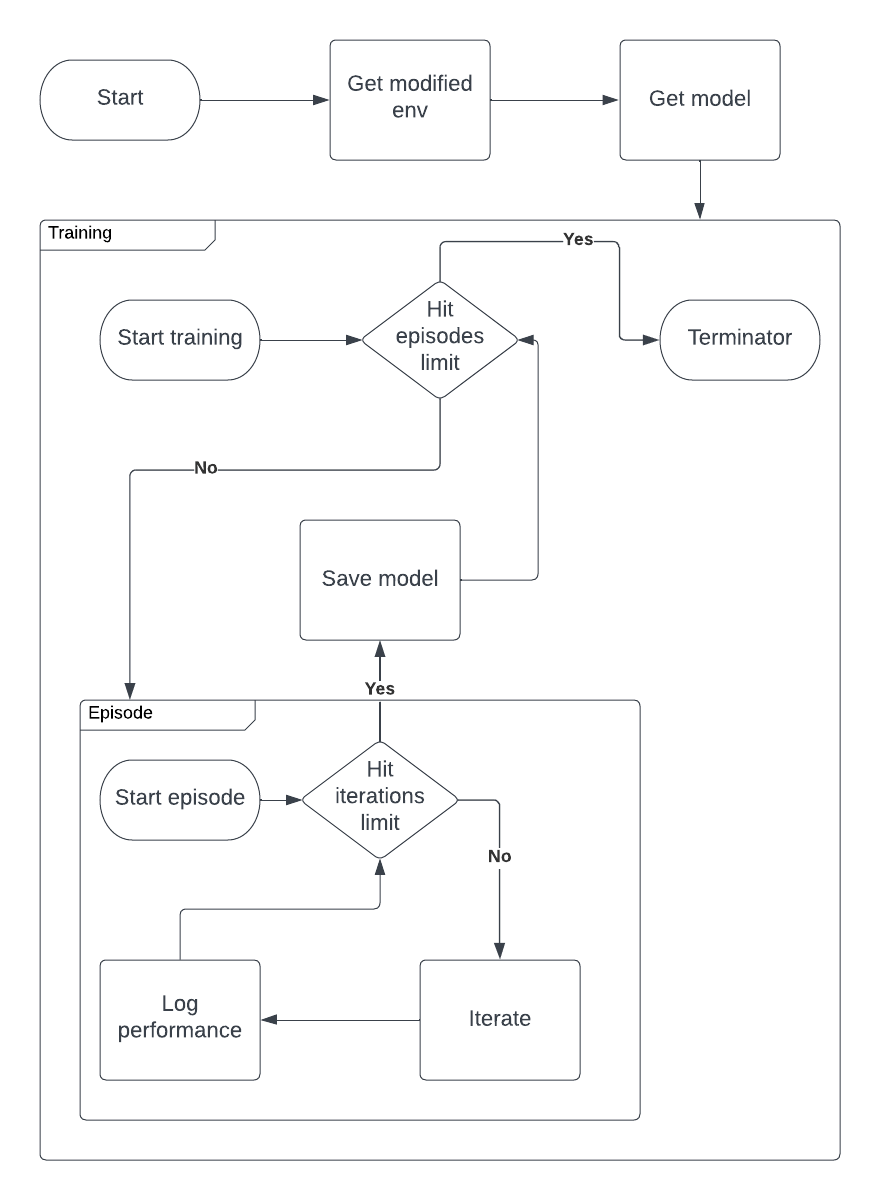 Start
Get modified
env
Get model
Training
Yes
Hit
episodes
limit
Start training
Terminator
No
Save model
Yes
Episode
Hit
iterations
limit
Start episode
No
Log
performance
Iterate